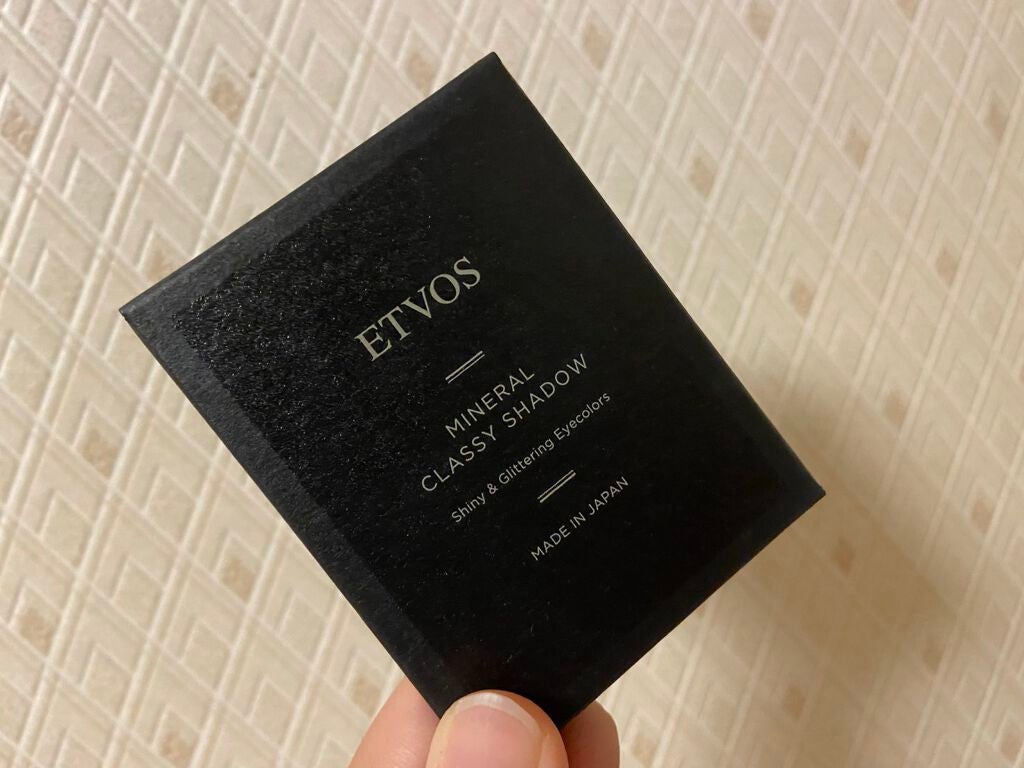 ETVOS
MINERAL
CLASSY SHADOW
Shiny & Glittering Eyecolors
MADE IN JAPAN